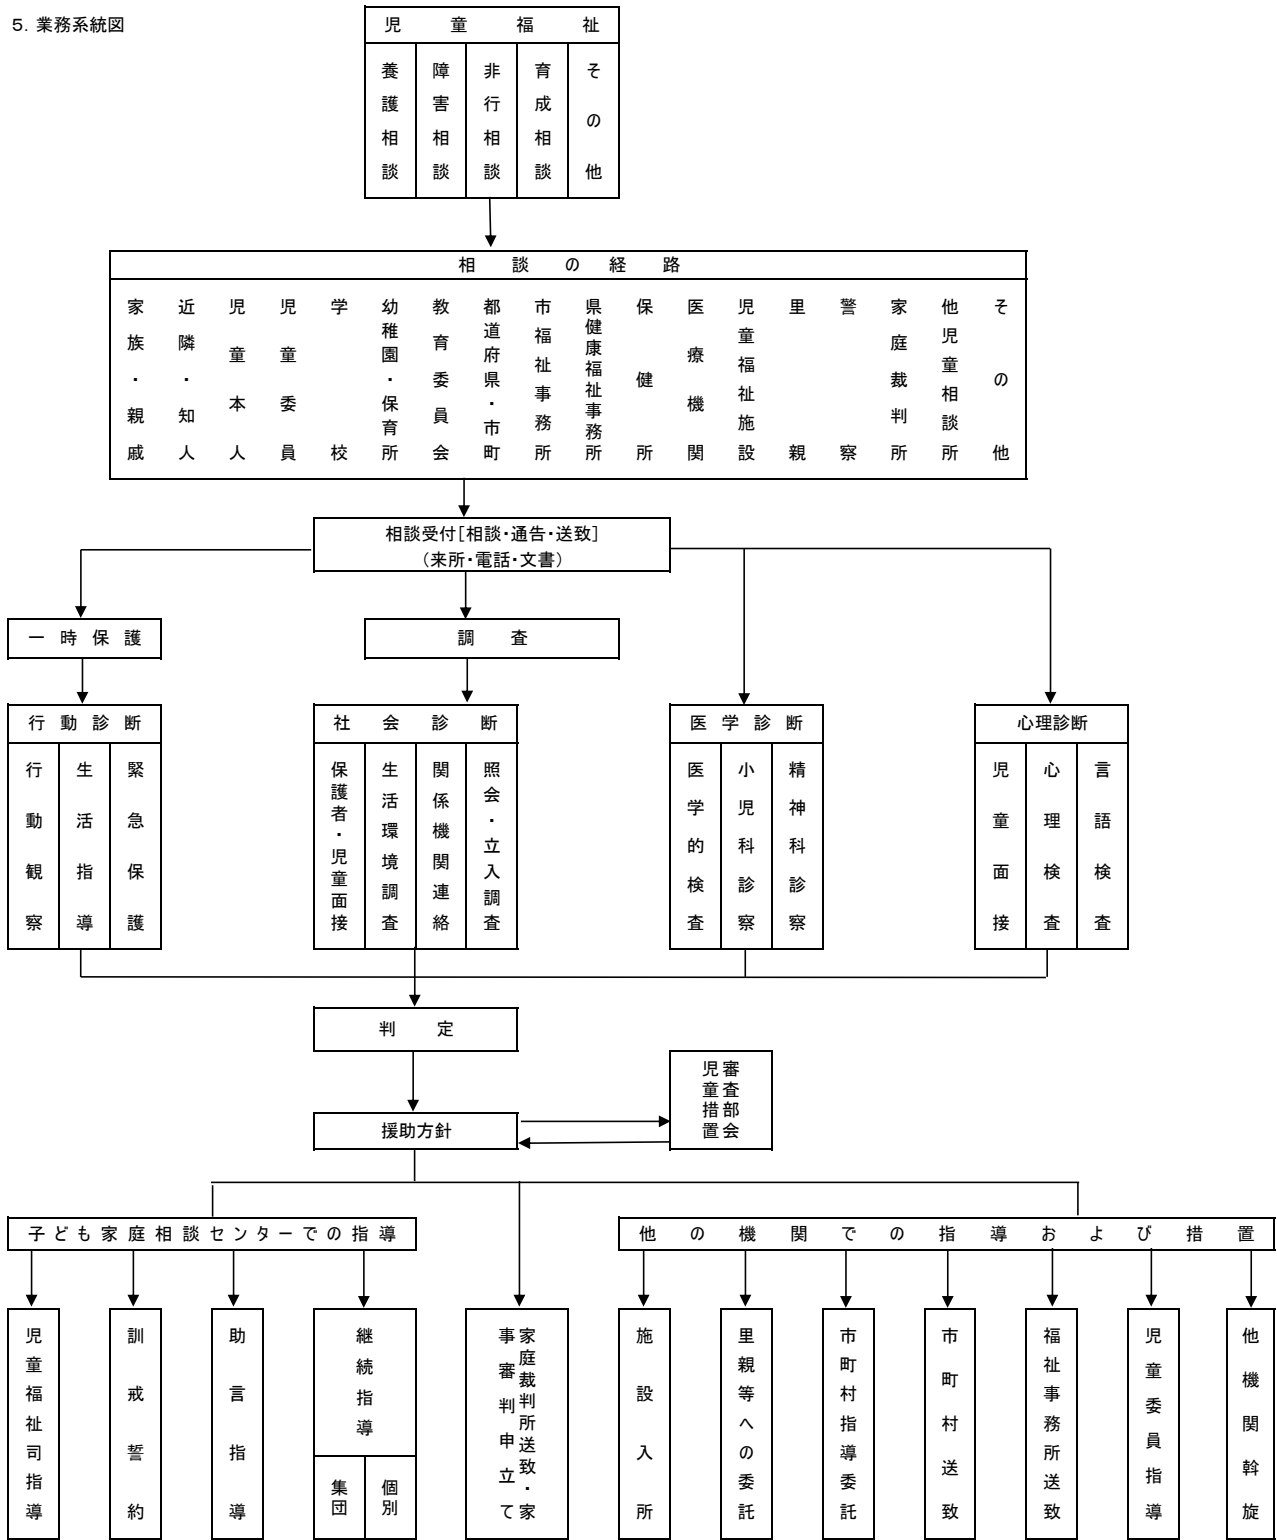 5．業務系統図
児童福祉
養護相談
障害相談
非行相談
育成相談
その他
相談の経路
家族・親戚
近隣・知人
児童本人
児童委員
学校
幼稚園・保育所
教育委員会
都道府県・市町
市福祉事務所
県健康福祉事務所
保健所
医療機関
児童福祉施設
里親
警察
家庭裁判所
他児童相談所
その他
相談受付[相談・通告・送致]
（来所・電話・文書）
一時保護
調査
行動診断
行動観察
生活指導
緊急保護
社会診断
保護者・児童面接
生活環境調査
関係機関連絡
照会・立入調査
医学診断
医学的検査
小児科診察
精神科診察
心理診断
児童面接
心理検査
言語検査
判定
援助方針
審査部会
児童措置
子ども家庭相談センターでの指導
児童福祉司指導
訓戒誓約
助言指導
継続指導
集団
個別
家庭裁判所送致・家
事審判申立て
他の機関での指導および措置
施設入所
里親等への委託
市町村指導委託
市町村送致
福祉事務所送致
児童委員指導
他機関斡旋